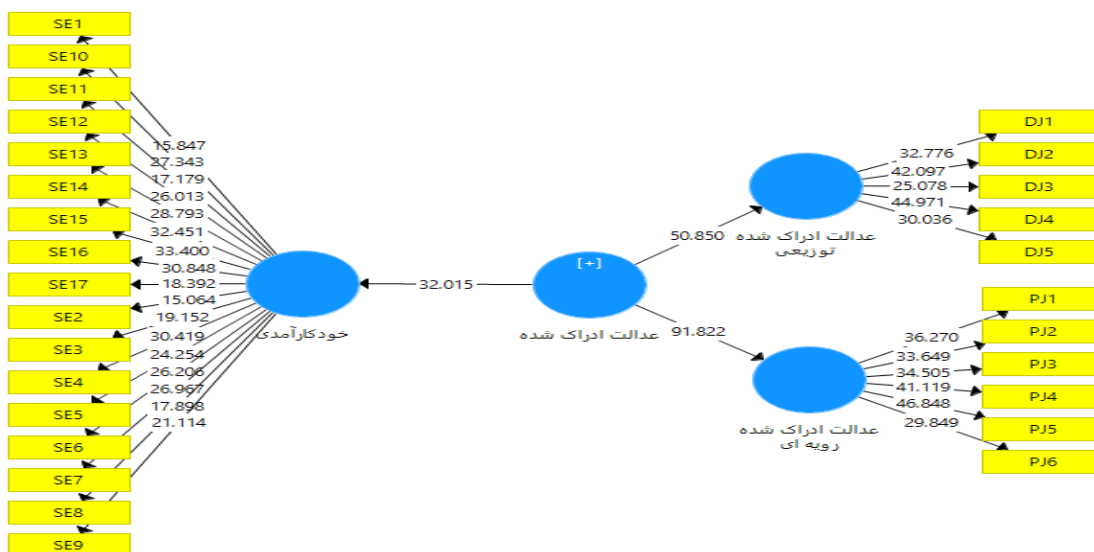 SE1
SE10
SE11
SE12
SE13
SE14
SE15
SE16
SE17
SE2
SE3
SE4
SE5
SE6
SE7
SE8
SE9
15.847
27.343
17.179
26.013
28.793
32.451
33.400
30.848
18.392
15.064
19.152
30.419
24.254
26.206
26.967
17.898
21.114
خودکارآمدی
32.015
[+]
عدالت ادراک شده
50.850
91.822
عدالت ادراک شده
توزیعی
32.776
42.097
25.078
44.971
30.036
DJ1
DJ2
DJ3
DJ4
DJ5
عدالت ادراک شده
رویه ای
36.270
33.649
34.505
41.119
46.848
29.849
PJ1
PJ2
PJ3
PJ4
PJ5
PJ6